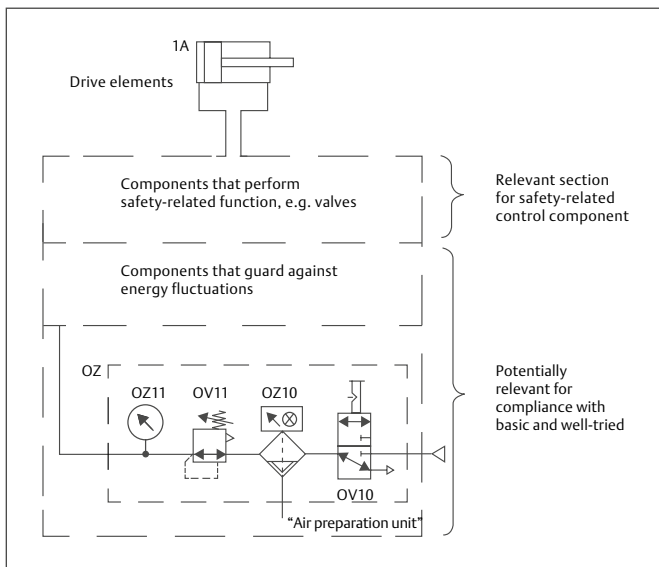 1A
Drive elements
Components that perform
safety-related function, e.g. valves
Relevant section
for safety-related
control component
Components that guard against
energy fluctuations
Potentially
relevant for
compliance with
basic and well-tried
OZ
OZ11
OV11
OZ10
OV10
“Air preparation unit”